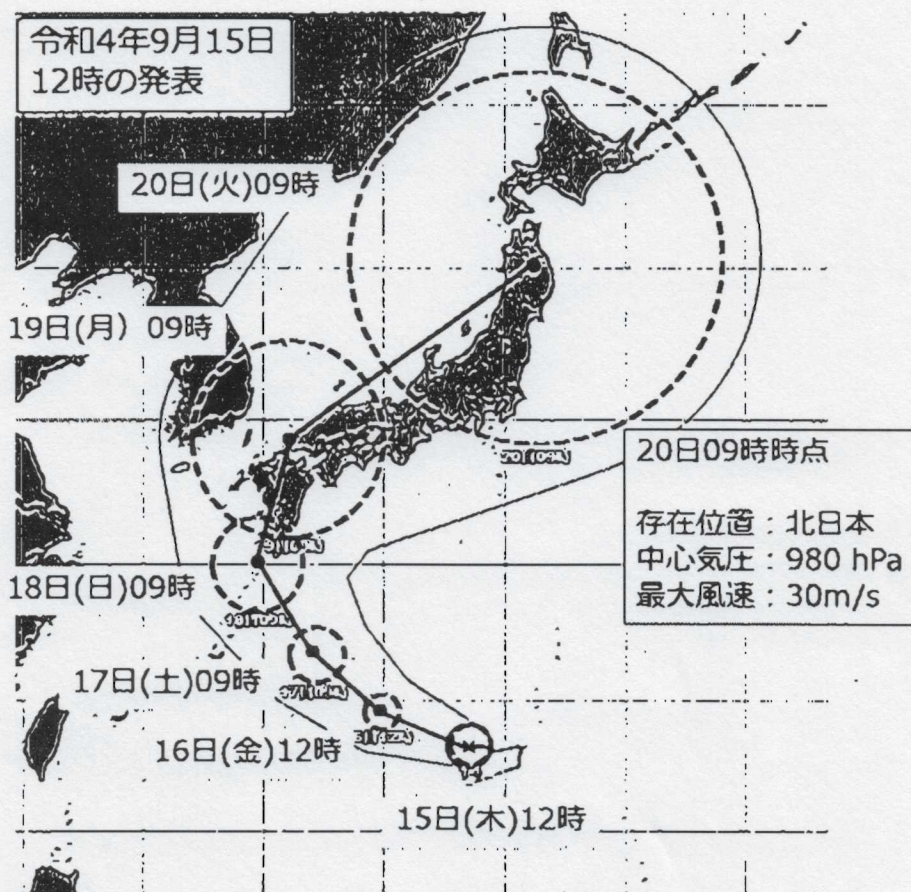 令和4年9月15日
12時の発表
20日(火)09時
19日(月) 09時
20日09時時点
存在位置：北日本
中心気圧：980 hPa
最大風速：30m/s
18日(日)09時
17日(土)09時
16日(金)12時
15日(木)12時